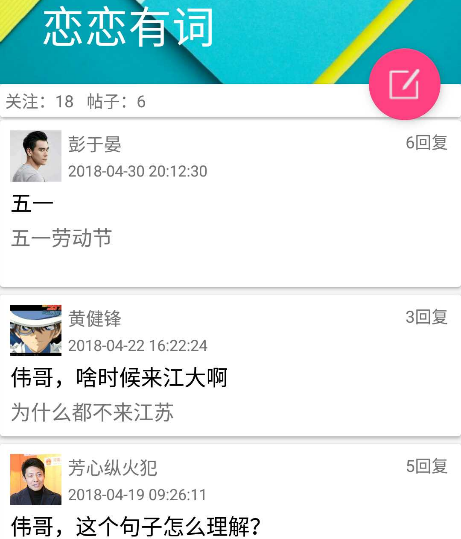 恋恋有词
关注：18 帖子：6
彭于晏 6回复
2018-04-30 20:12:30
五一
五一劳动节
黄健锋 3回复
2018-04-22 16:22:24
伟哥，啥时候来江大啊
为什么都不来江苏
芳心纵火犯 5回复
2018-04-19 09:26:11
伟哥，这个句子怎么理解？